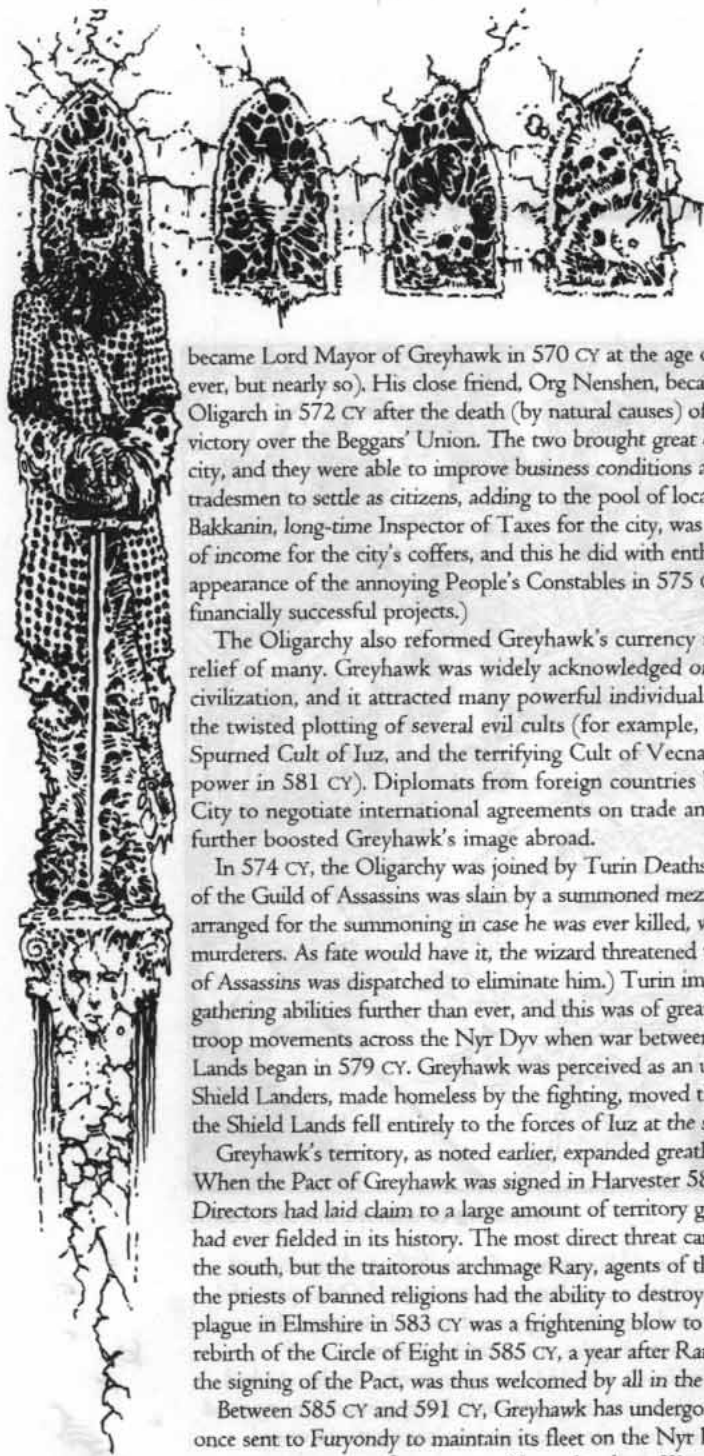 became Lord Mayor of Greyhawk in 570 CY at the age
ever, but nearly so). His close friend, Org Nenshen,
Oligarch in 572 CY after the death (by natural causes) of
victory over the Beggars' Union. The two brought great
city, and they were able to improve business conditions
tradesmen to settle as citizens, adding to the pool of
Bakkanin, long-time Inspector of Taxes for the city, was
of income for the city's coffers, and this he did with
appearance of the annoying People's Constables in 575
financially successful projects.)
The Oligarchy also reformed Greyhawk's currency
relief of many. Greyhawk was widely acknowledged
civilization, and it attracted many powerful
the twisted plotting of several evil cults (for example,
Spurned Cult of Iuz, and the terrifying Cult of Vecna
power in 581 CY). Diplomats from foreign countries
City to negotiate international agreements on trade
further boosted Greyhawk's image abroad.
In 574 CY, the Oligarchy was joined by Turin
of the Guild of Assassins was slain by a summoned
arranged for the summoning in case he was ever killed,
murderers. As fate would have it, the wizard threatened
of Assassins was dispatched to eliminate him.) Turin
gathering abilities further than ever, and this was of
troop movements across the Nyr Dyv when war between
Lands began in 579 CY. Greyhawk was perceived as an
Shield Landers, made homeless by the fighting, moved
the Shield Lands fell entirely to the forces of Iuz at the
Greyhawk's territory, as noted earlier, expanded
When the Pact of Greyhawk was signed in Harvester
Directors had laid claim to a large amount of territory
had ever fielded in its history. The most direct threat
the south, but the traitorous archmage Rary, agents of
the priests of banned religions had the ability to destroy
plague in Elmshire in 583 CY was a frightening blow to
rebirth of the Circle of Eight in 585 CY, a year after
the signing of the Pact, was thus welcomed by all in the
Between 585 CY and 591 CY, Greyhawk has
once sent to Furyondy to maintain its fleet on the Nyr